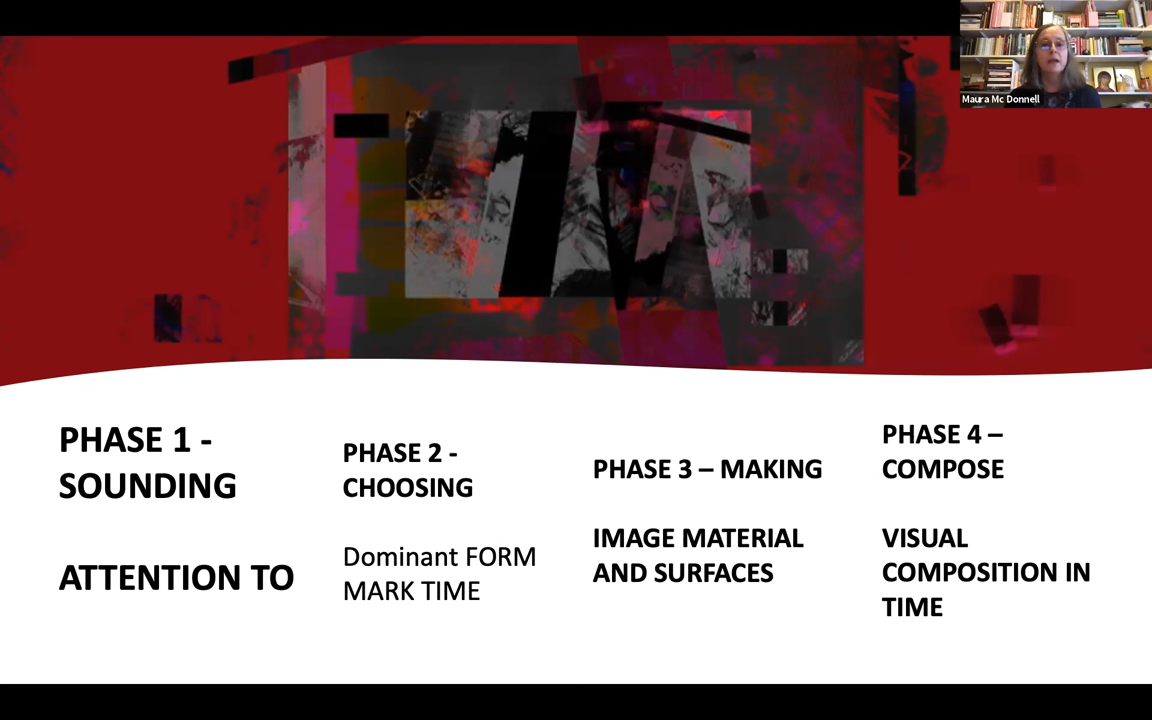 Maura Mc Donnell
PHASE 1 -
SOUNDING
ATTENTION TO
PHASE 2 -
CHOOSING
Dominant FORM
MARK TIME
PHASE 3 – MAKING
IMAGE MATERIAL
AND SURFACES
PHASE 4 –
COMPOSE
VISUAL
COMPOSITION IN
TIME